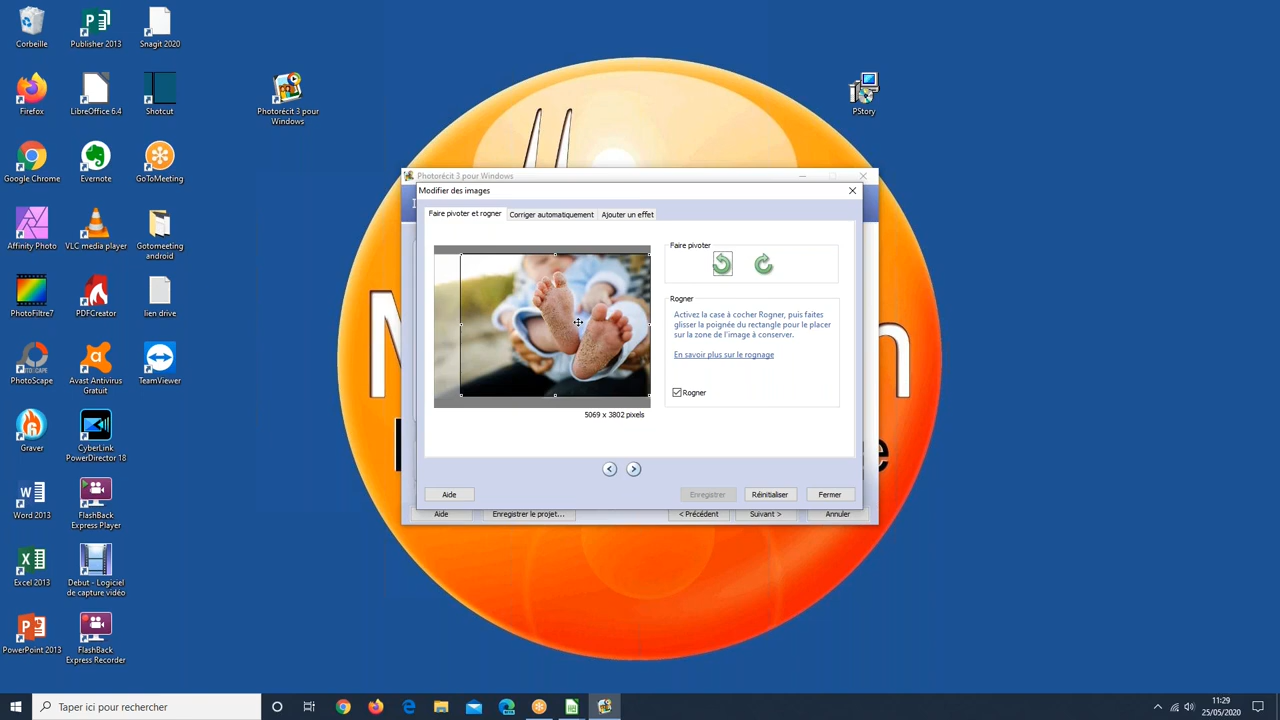 Corbeille
Publisher 2013
Snagit 2020
Firefox
LibreOffice 6.4
Shotcut
Photorécit 3 pour
Windows
PStory
Google Chrome
Evernote
GoToMeeting
Affinity Photo
VLC media player
Gotomeeting
android
PhotoFiltre7
PDFCreator
lien drive
PhotoScape
Avast Antivirus
Gratuit
TeamViewer
Graver
CyberLink
PowerDirector 18
Word 2013
FlashBack
Express Player
Excel 2013
Debut - Logiciel
de capture vidéo
PowerPoint 2013
FlashBack
Express Recorder
Photorécit 3 pour Windows
Modifier des images
Faire pivoter et rogner
Corriger automatiquement
Ajouter un effet
Faire pivoter
Rogner
Activez la case à cocher Rogner, puis faites
glisser la poignée du rectangle pour le placer
sur la zone de l'image à conserver.
En savoir plus sur le rognage
Rogner
5069 x 3802 pixels
Aide
Enregistrer
Réinitialiser
Fermer
Aide
Enregistrer le projet...
< Précédent
Suivant >
Annuler
Taper ici pour rechercher
11:29
25/05/2020